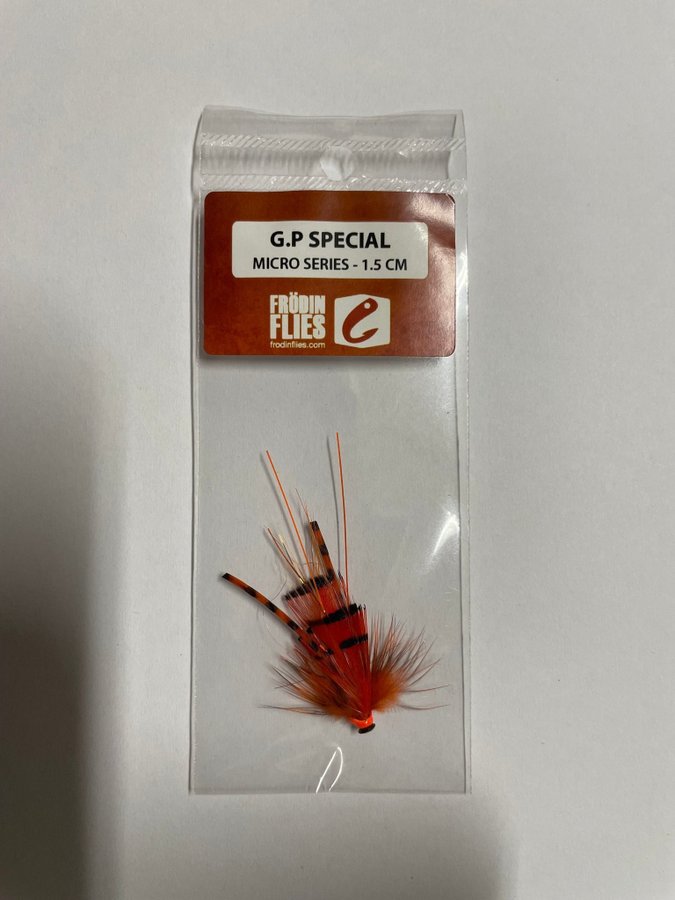 G.P SPECIAL
MICRO SERIES - 1.5 CM
FRÖDIN
FLIES
frodinflies.com